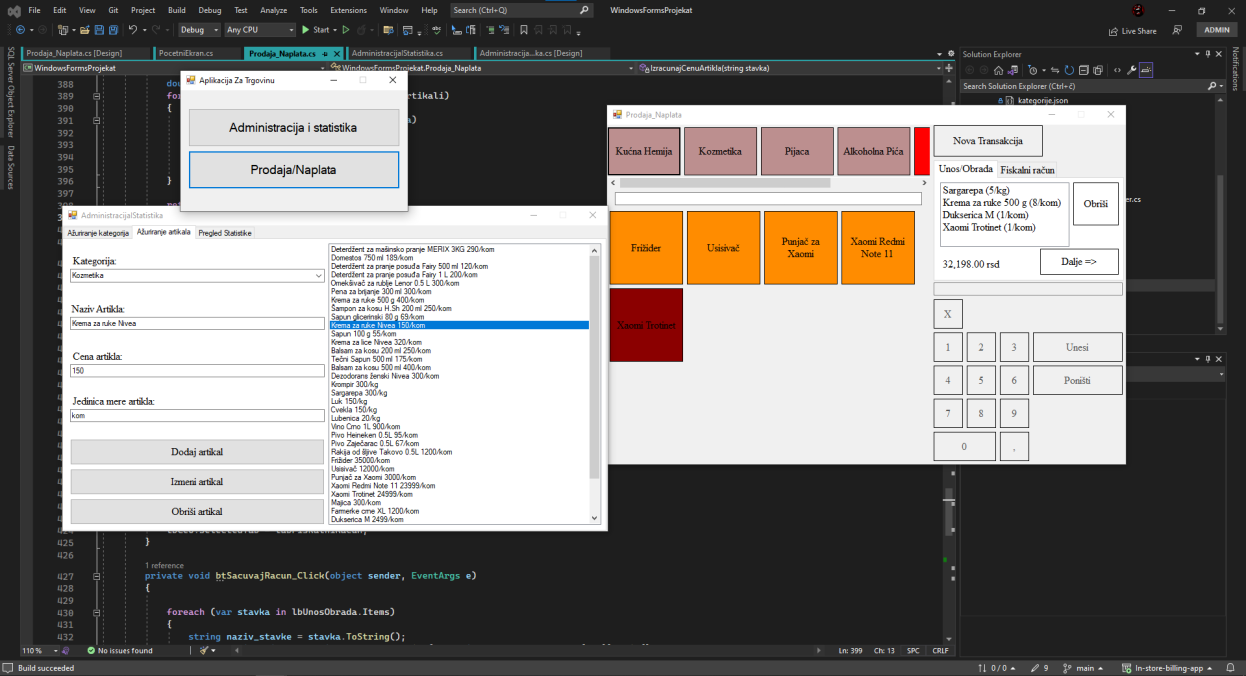 File Edit View Git Project Build Debug Test Analyze Tools Extensions Window Help Search (Ctrl+Q) WindowsFormsProjekat
Debug Any CPU Start Live Share ADMIN
Prodaja_Naplata.cs [Design] PocetniEkran.cs Prodaja_Naplata.cs AdministracijaIStatistika.cs Administracija...ka.cs [Design]
WindowsFormsProjekat WindowsFormsProjekat.Prodaja_Naplata IzracunajCenuArtikla(string stavka)
SQL Server Object Explorer
Data Sources
Notifications
Solution Explorer
Search Solution Explorer (Ctrl+č)
kategorije.json
388
389
390 {
391
392
393
394
395
396 }
397
Aplikacija Za Trgovinu
Administracija i statistika
Prodaja/Naplata
AdministracijaIStatistika
Ažuriranje kategorija Ažuriranje artikala Pregled Statistike
Kategorija:
Kozmetika
Naziv Artikla:
Krema za ruke Nivea
Cena artikla:
150
Jedinica mere artikla:
kom
Dodaj artikal
Izmeni artikal
Obriši artikal
Deterdžent za mašinsko pranje MERIX 3KG 290/kom
Domestos 750 ml 189/kom
Deterdžent za pranje posuđa Fairy 500 ml 120/kom
Deterdžent za pranje posuđa Fairy 1 L 200/kom
Omekšivač za rublje Lenor 0.5 L 300/kom
Pena za brijanje 300 ml 300/kom
Krema za ruke 500 g 400/kom
Šampon za kosu H.Sh 200 ml 250/kom
Sapun glicerinski 80 g 69/kom
Krema za ruke Nivea 150/kom
Sapun 100 g 55/kom
Krema za lice Nivea 320/kom
Balsam za kosu 200 ml 250/kom
Tečni Sapun 500 ml 175/kom
Balsam za kosu 500 ml 400/kom
Dezodorans ženski Nivea 300/kom
Krompir 300/kg
Sargarepa 300/kg
Luk 150/kg
Cvekla 150/kg
Lubenica 20/kg
Vino Crno 1L 900/kom
Pivo Heineken 0.5L 95/kom
Pivo Zaječarac 0.5L 67/kom
Rakija od šljive Takovo 0.5L 1200/kom
Frižider 35000/kom
Usisivač 12000/kom
Punjač za Xaomi 3000/kom
Xaomi Redmi Note 11 23999/kom
Xaomi Trotinet 24999/kom
Majica 300/kom
Farmerke crne XL 1200/kom
Dukserica M 2499/kom
Prodaja_Naplata
Kućna Hemija Kozmetika Pijaca Alkoholna Pića
Frižider Usisivač Punjač za Xaomi Xaomi Redmi Note 11
Xaomi Trotinet
Nova Transakcija
Unos/Obrada Fiskalni račun
Sargarepa (5/kg)
Krema za ruke 500 g (8/kom)
Dukserica M (1/kom)
Xaomi Trotinet (1/kom)
Obriši
32,198.00 rsd Dalje =>
X
1 2 3 Unesi
4 5 6 Poništi
7 8 9
0 ,
425 }
426
1 reference
427 private void btSacuvajRacun_Click(object sender, EventArgs e)
428 {
429
430 foreach (var stavka in lbUnosObrada.Items)
431 {
432 string naziv_stavke = stavka.ToString();
110 % No issues found Ln: 399 Ch: 13 SPC CRLF
Build succeeded 0 / 0 9 main In-store-billing-app